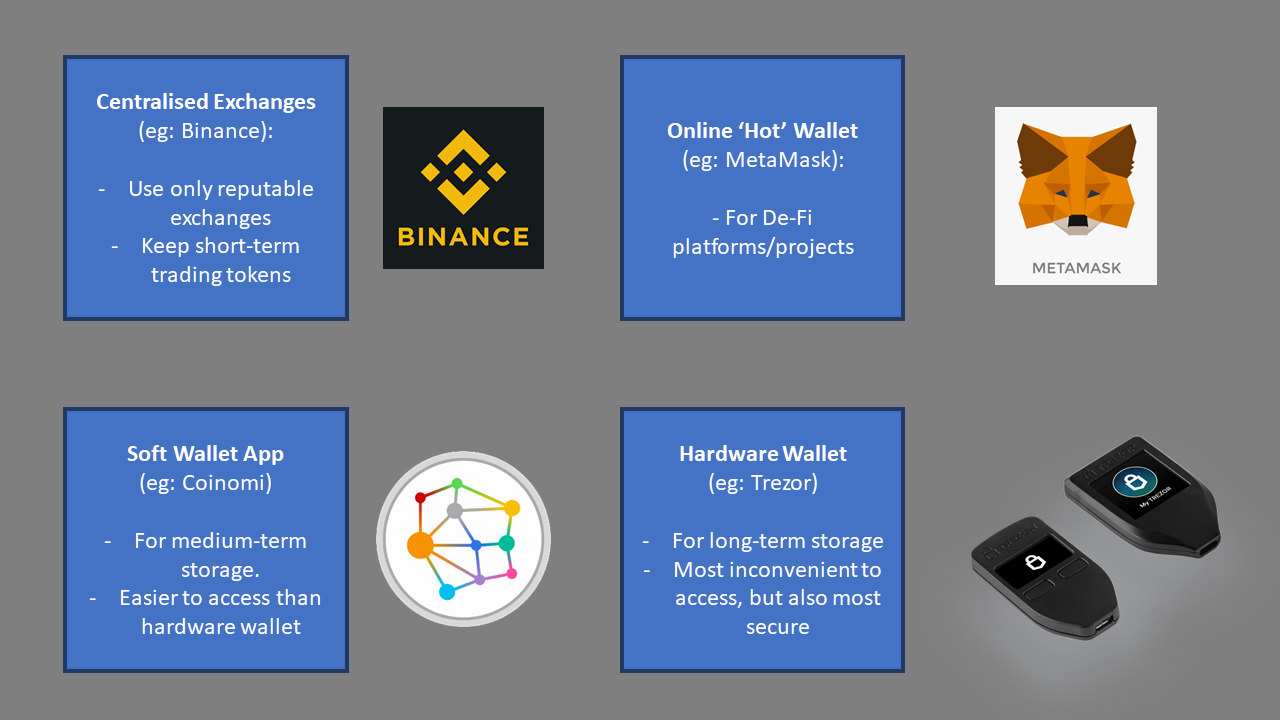 Centralised Exchanges
(eg: Binance):
- Use only reputable
exchanges
- Keep short-term
trading tokens
BINANCE
Online ‘Hot’ Wallet
(eg: MetaMask):
- For De-Fi
platforms/projects
METAMASK
Soft Wallet App
(eg: Coinomi)
- For medium-term
storage.
- Easier to access than
hardware wallet
Hardware Wallet
(eg: Trezor)
- For long-term storage
- Most inconvenient to
access, but also most
secure
My TREZOR